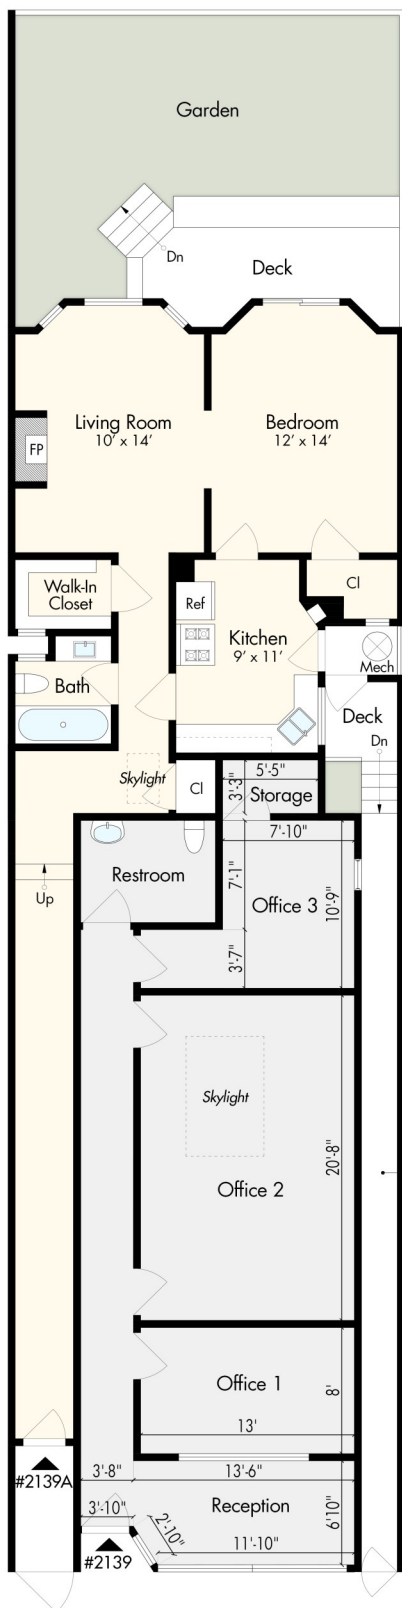 Garden
Dn
Deck
Living Room
10' x 14'
Bedroom
12' x 14'
FP
Walk-In
Closet
Ref
Cl
Kitchen
9' x 11'
Mech
Bath
Deck
Dn
Skylight
Cl
5'-5"
3'-3"
Storage
7'-10"
Restroom
7'-1"
Office 3
10'-9"
Up
3'-7"
Skylight
20'-8"
Office 2
Office 1
8'
13'
#2139A
3'-8"
13'-6"
Reception
6'10"
3'-10"
2'-10"
11'-10"
#2139